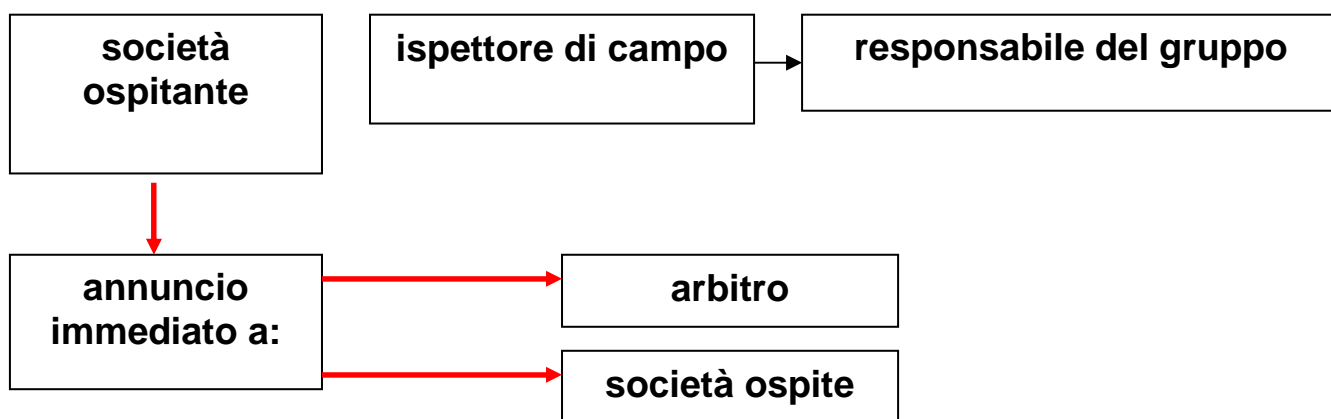 società
ospitante
ispettore di campo
responsabile del gruppo
annuncio
immediato a:
arbitro
società ospite